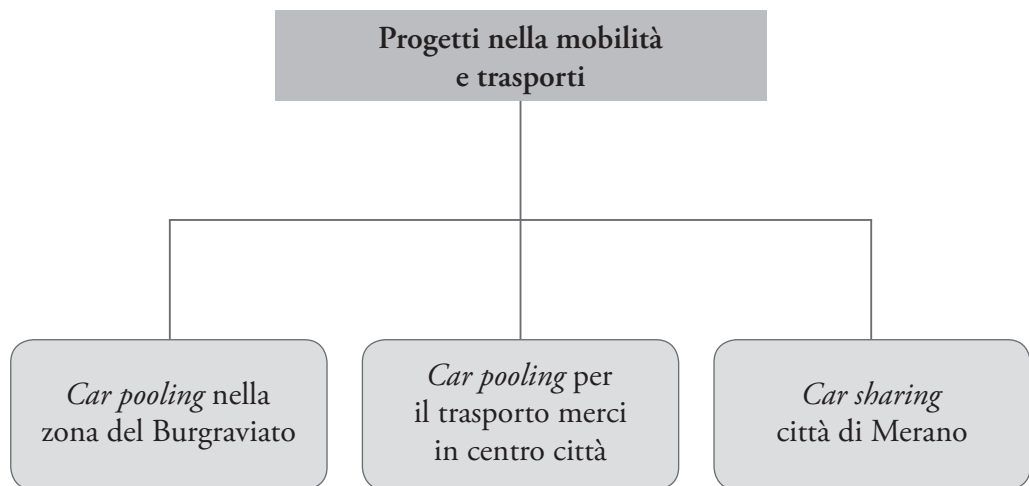 Progetti nella mobilità
e trasporti
Car pooling nella
zona del Burgraviato
Car pooling per
il trasporto merci
in centro città
Car sharing
città di Merano